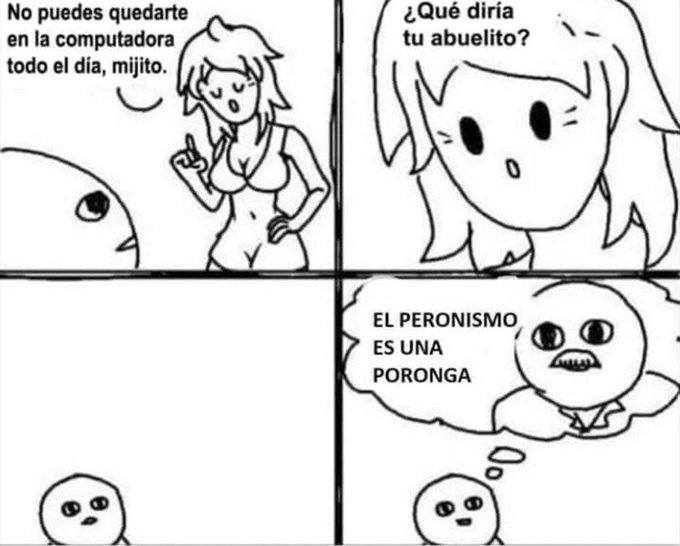 No puedes quedarte
en la computadora
todo el día, mijito.
¿Qué diría
tu abuelito?
EL PERONISMO
ES UNA
PORONGA